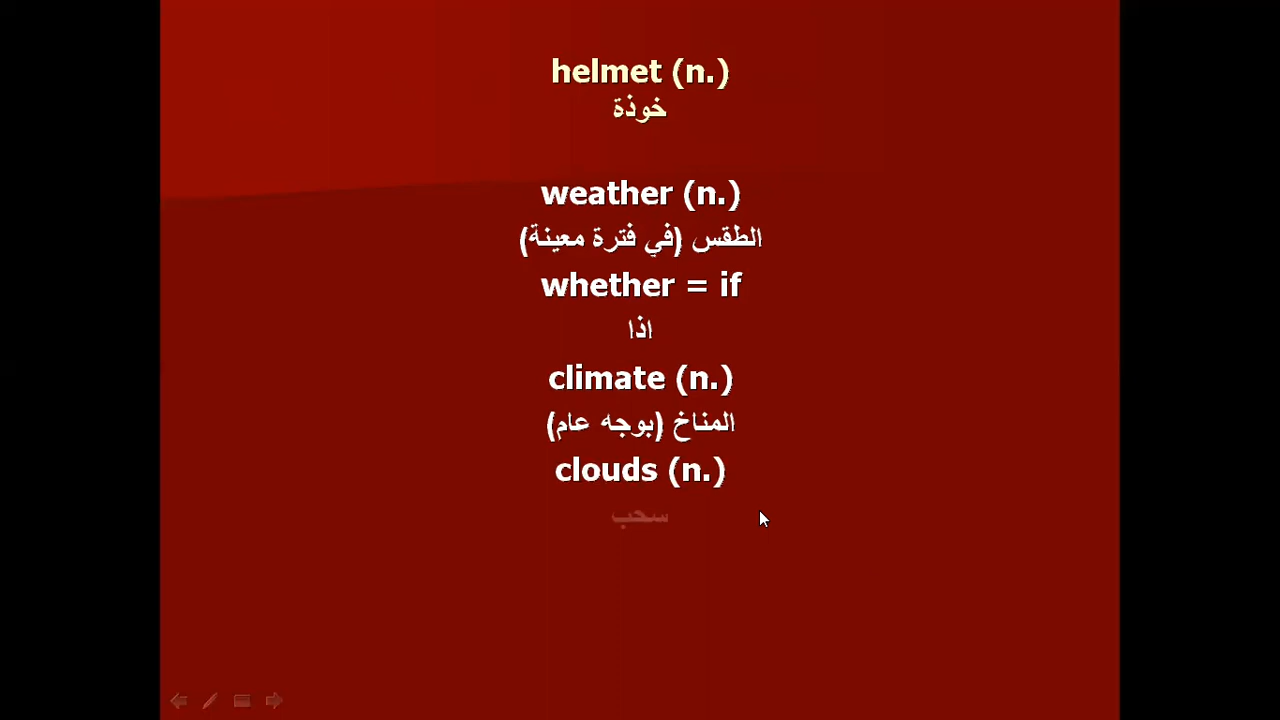 helmet (n.)
خوذة
weather (n.)
الطقس (في فترة معينة)
whether = if
اذا
climate (n.)
المناخ (بوجه عام)
clouds (n.)
سحب